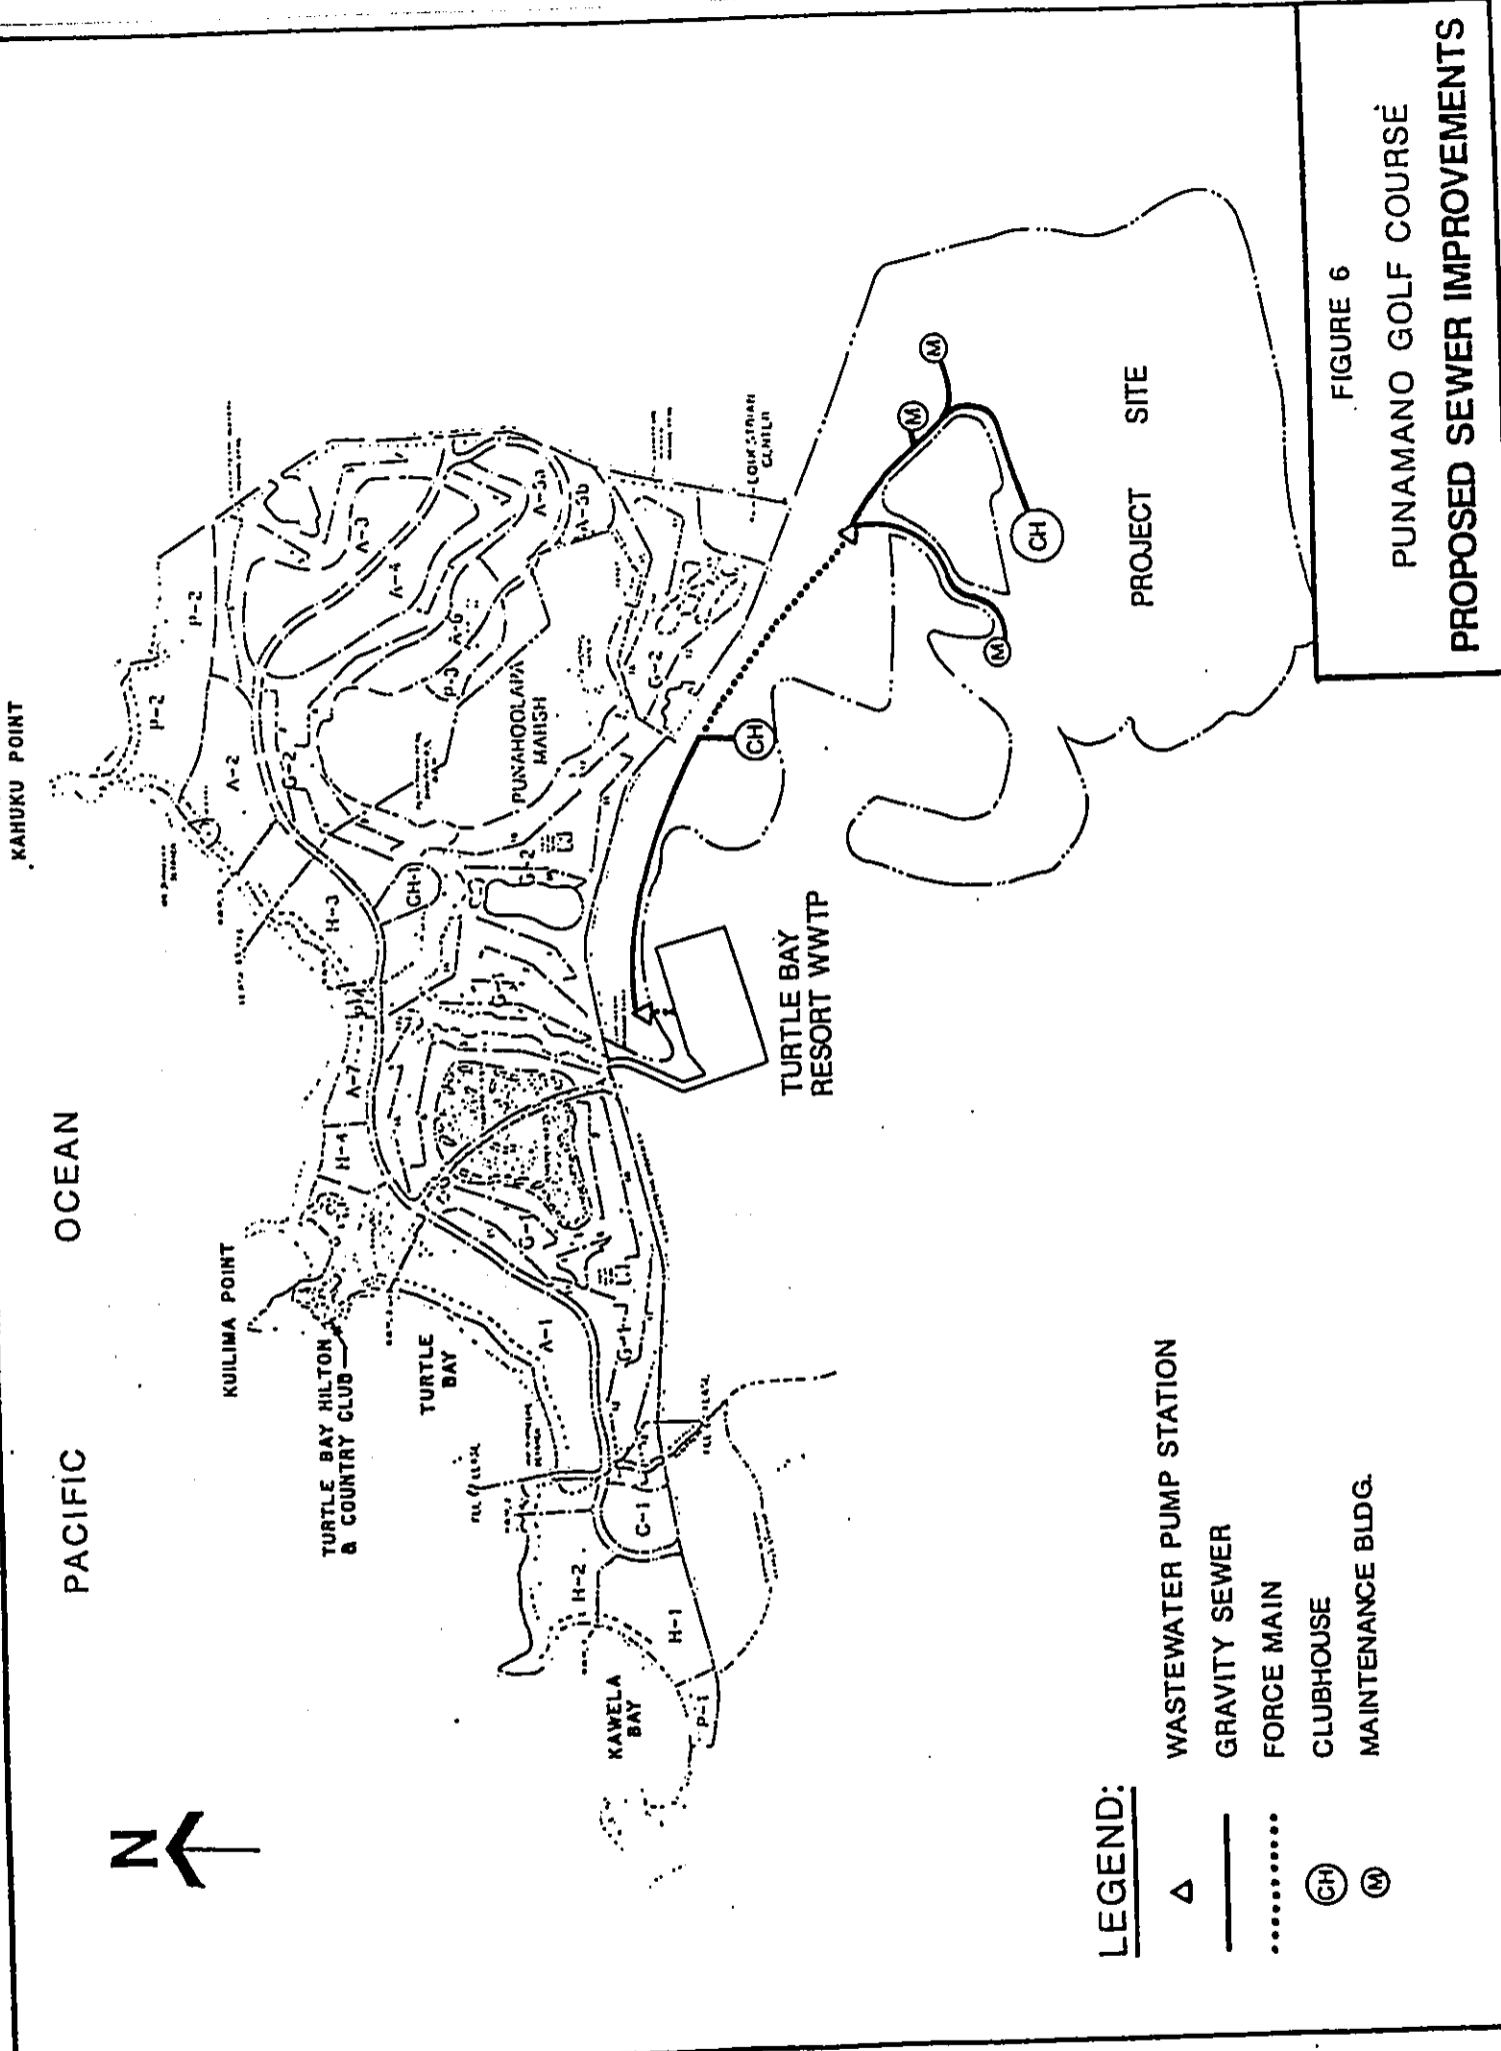 N
PACIFIC OCEAN
KAHUKU POINT
KUILIMA POINT
TURTLE BAY HILTON
& COUNTRY CLUB
TURTLE
BAY
KAWELA
BAY
P-2
P-2
A-2
G-2
A-3
A-4
A-6
P-3
G-2
G-2
H-3
A-7
H-4
G-1
A-1
G-1
C-1
H-2
H-1
P-1
MARSH
TURTLE BAY
RESORT WWTP
CH
CH
M
M
M
PROJECT SITE
LEGEND:
WASTEWATER PUMP STATION
GRAVITY SEWER
FORCE MAIN
CH CLUBHOUSE
M MAINTENANCE BLDG.
FIGURE 6
PUNAMANO GOLF COURSE
PROPOSED SEWER IMPROVEMENTS